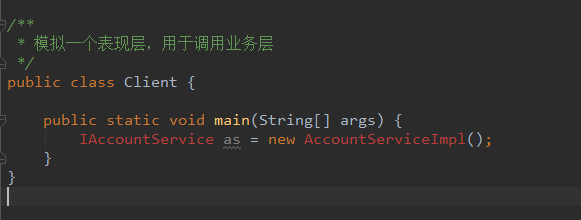 /**
 * 模拟一个表现层，用于调用业务层
 */
public class Client {
    public static void main(String[] args) {
        IAccountService as = new AccountServiceImpl();
    }
}